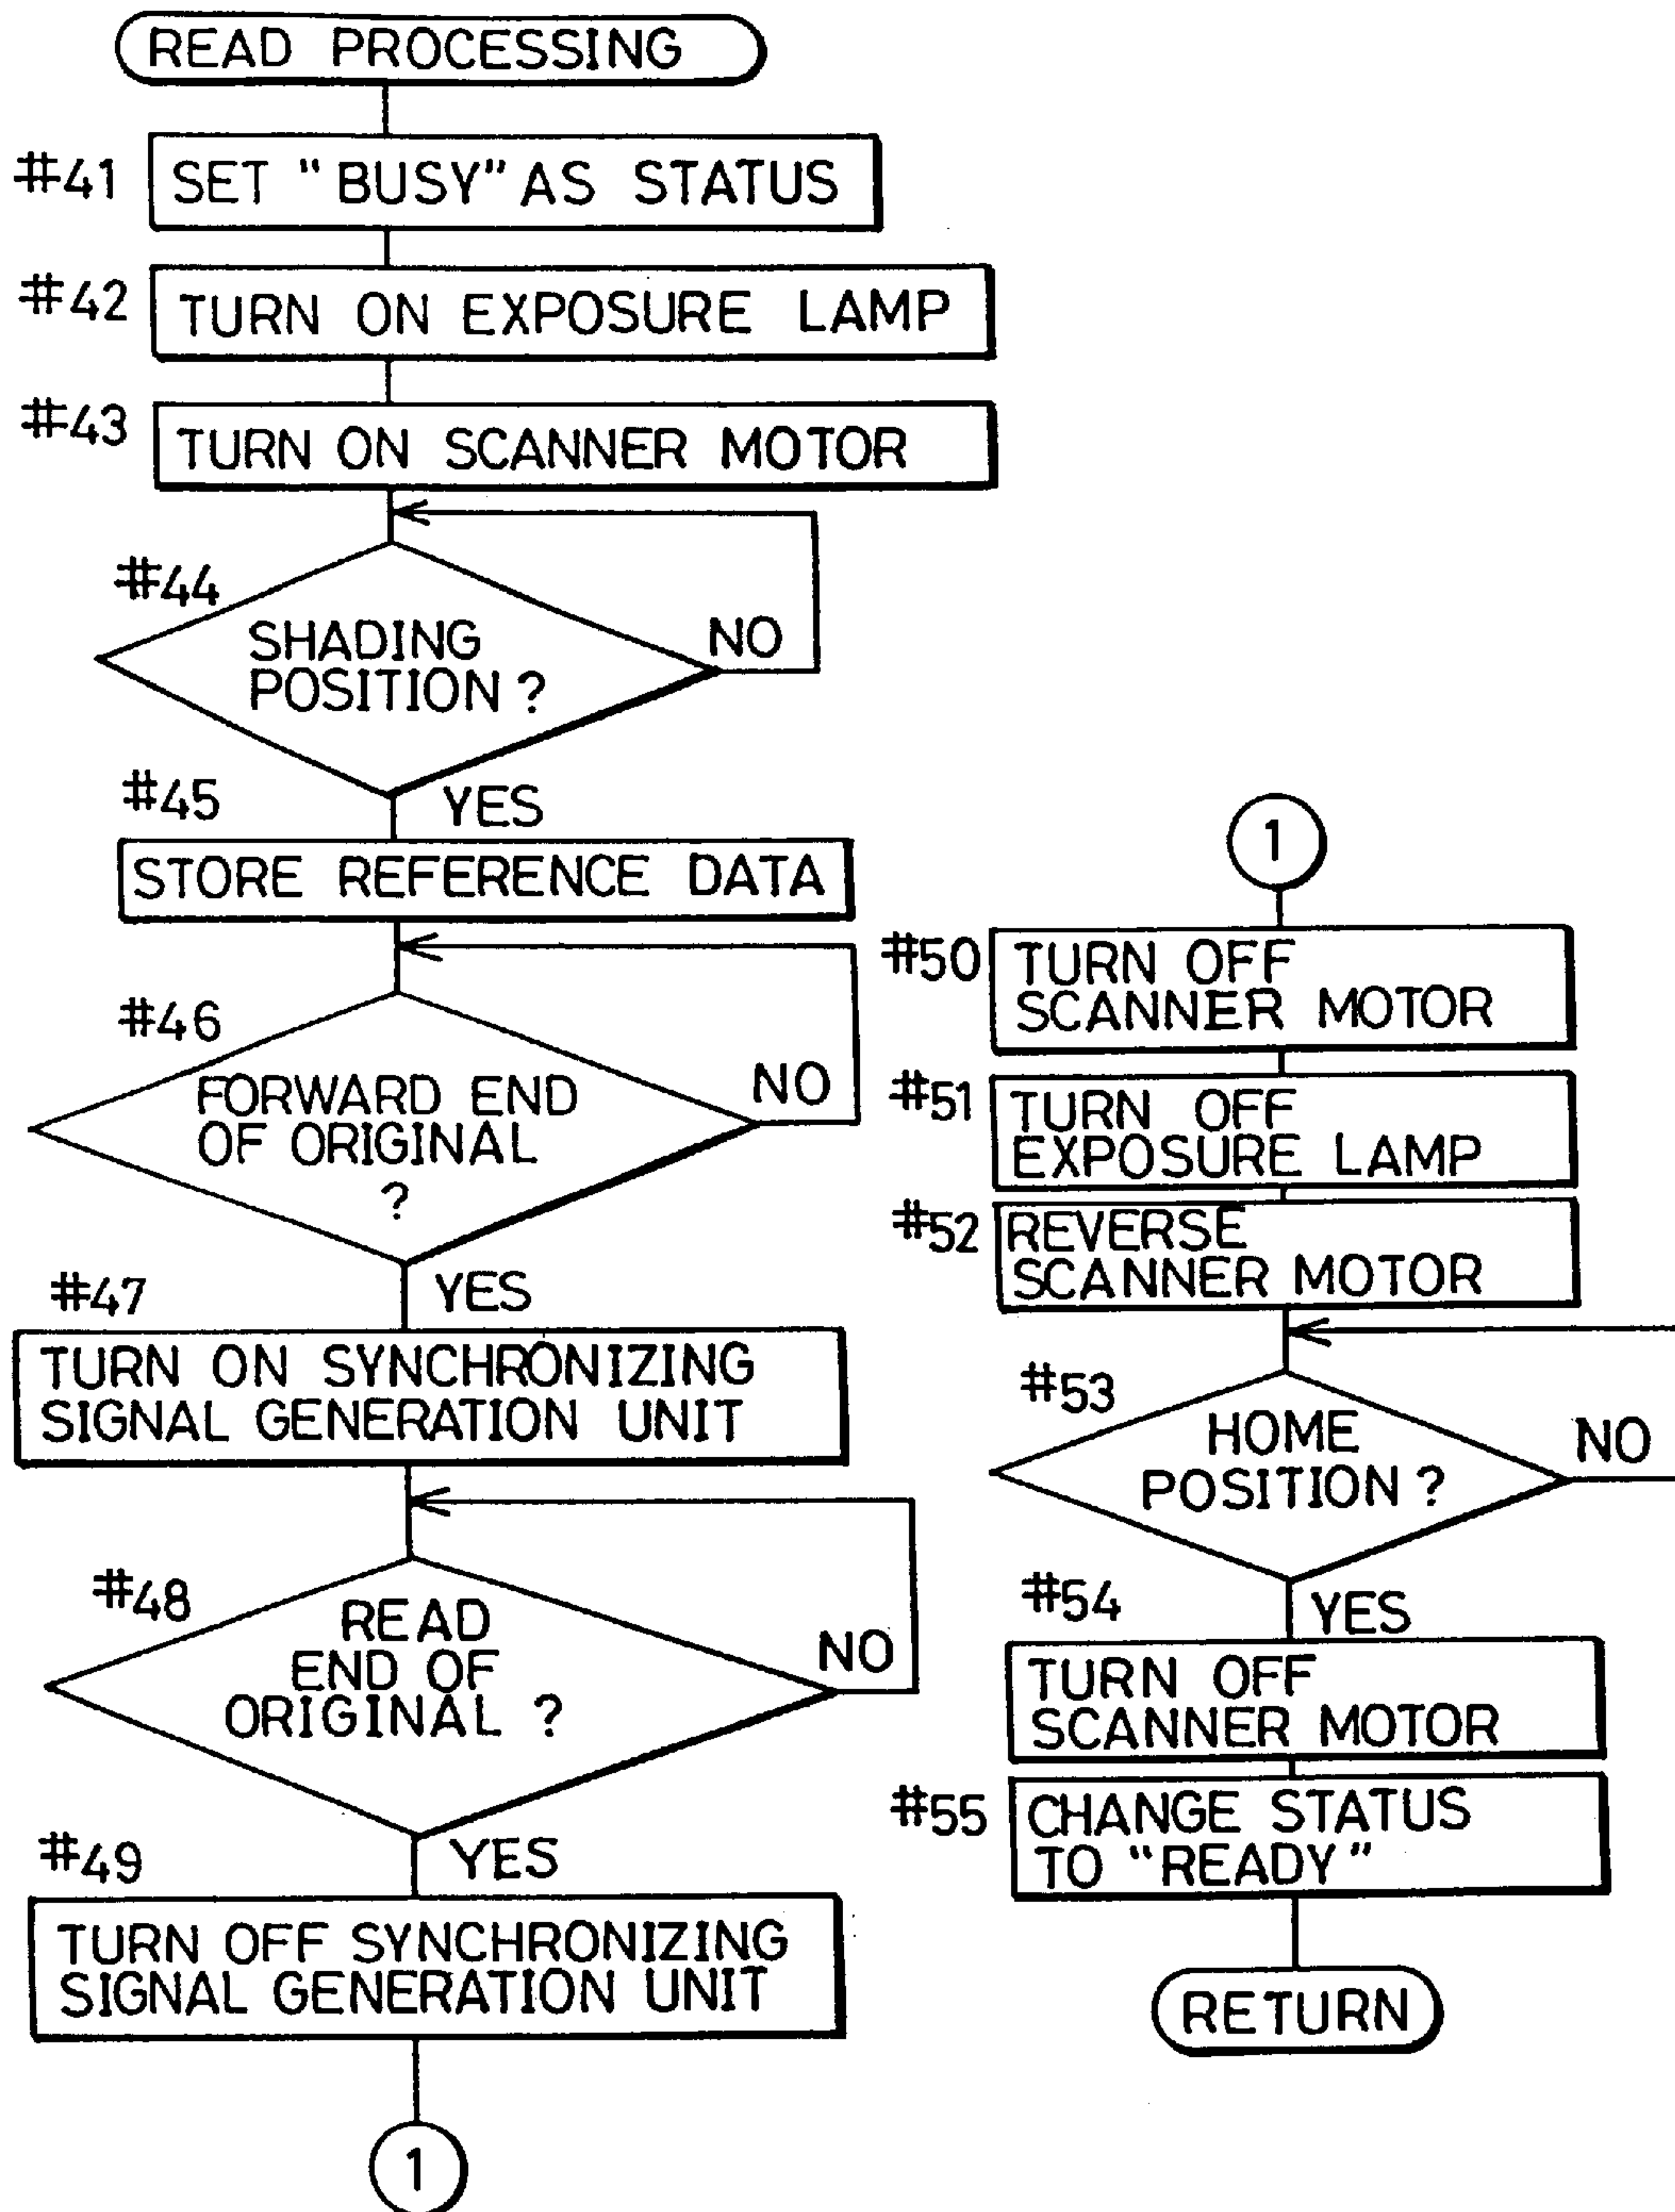 READ PROCESSING
#41
SET "BUSY" AS STATUS
#42
TURN ON EXPOSURE LAMP
#43
TURN ON SCANNER MOTOR
#44
SHADING
POSITION ?
NO
#45
YES
STORE REFERENCE DATA
#46
FORWARD END
OF ORIGINAL
?
NO
#47
YES
TURN ON SYNCHRONIZING
SIGNAL GENERATION UNIT
#48
READ
END OF
ORIGINAL ?
NO
#49
YES
TURN OFF SYNCHRONIZING
SIGNAL GENERATION UNIT
1
1
#50
TURN OFF
SCANNER MOTOR
#51
TURN OFF
EXPOSURE LAMP
#52
REVERSE
SCANNER MOTOR
#53
HOME
POSITION ?
NO
#54
YES
TURN OFF
SCANNER MOTOR
#55
CHANGE STATUS
TO "READY"
RETURN